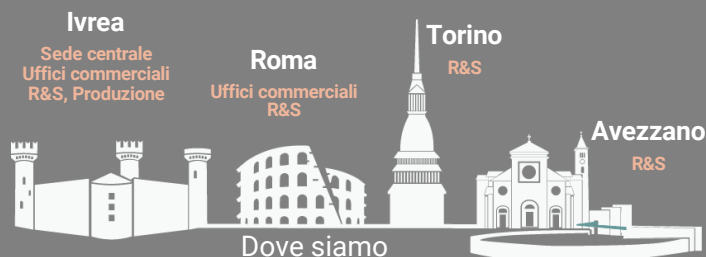 Ivrea
Sede centrale
Uffici commerciali
R&S, Produzione
Roma
Uffici commerciali
R&S
Torino
R&S
Avezzano
R&S
Dove siamo